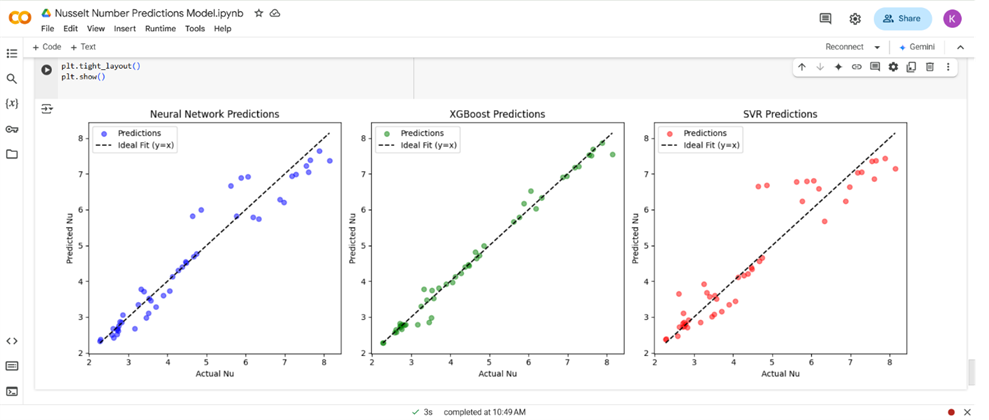 Nusselt Number Predictions Model.ipynb
File Edit View Insert Runtime Tools Help
Share
K
+ Code + Text
Reconnect
Gemini
plt.tight_layout()
plt.show()
{x}
Neural Network Predictions
Predictions
Ideal Fit (y=x)
Predicted Nu
8
7
6
5
4
3
2
2 3 4 5 6 7 8
Actual Nu
XGBoost Predictions
Predictions
Ideal Fit (y=x)
Predicted Nu
8
7
6
5
4
3
2
2 3 4 5 6 7 8
Actual Nu
SVR Predictions
Predictions
Ideal Fit (y=x)
Predicted Nu
8
7
6
5
4
3
2
2 3 4 5 6 7 8
Actual Nu
3s completed at 10:49 AM